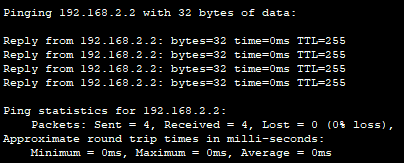 Pinging 192.168.2.2 with 32 bytes of data:
Reply from 192.168.2.2: bytes=32 time=0ms TTL=255
Reply from 192.168.2.2: bytes=32 time=0ms TTL=255
Reply from 192.168.2.2: bytes=32 time=0ms TTL=255
Reply from 192.168.2.2: bytes=32 time=0ms TTL=255
Ping statistics for 192.168.2.2:
Packets: Sent = 4, Received = 4, Lost = 0 (0% loss),
Approximate round trip times in milli-seconds:
Minimum = 0ms, Maximum = 0ms, Average = 0ms